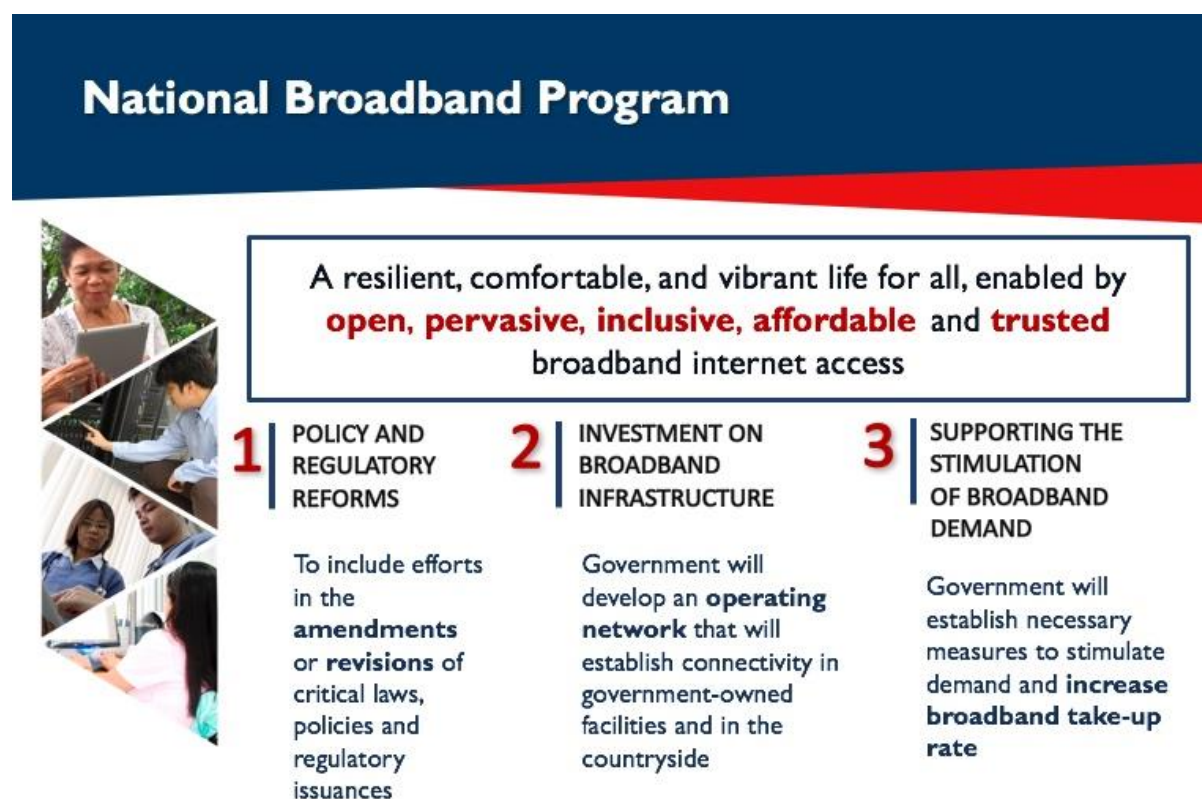 National Broadband Program
A resilient, comfortable, and vibrant life for all, enabled by
open, pervasive, inclusive, affordable and trusted
broadband internet access
1
POLICY AND
REGULATORY
REFORMS
To include efforts
in the
amendments
or revisions of
critical laws,
policies and
regulatory
issuances
2
INVESTMENT ON
BROADBAND
INFRASTRUCTURE
Government will
develop an operating
network that will
establish connectivity in
government-owned
facilities and in the
countryside
3
SUPPORTING THE
STIMULATION
OF BROADBAND
DEMAND
Government will
establish necessary
measures to stimulate
demand and increase
broadband take-up
rate